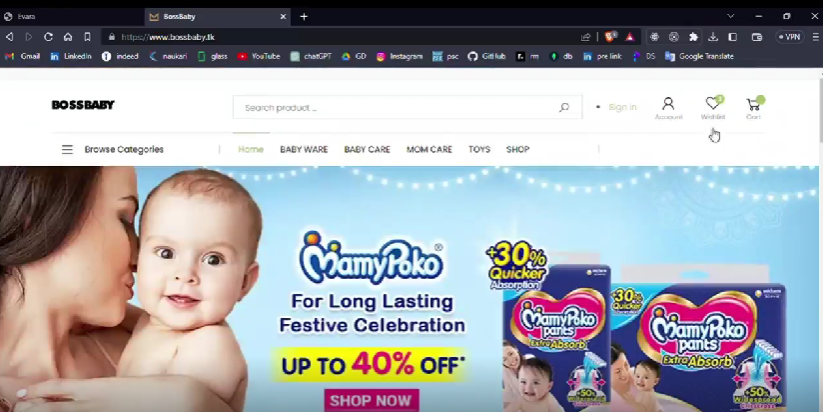 Evara
BossBaby
https://www.bossbaby.tk
VPN
Gmail
LinkedIn
indeed
naukari
glass
YouTube
chatGPT
GD
Instagram
psc
GitHub
rm
db
pre link
DS
Google Translate
BOSSBABY
Search product ...
Sign in
Account
Wishlist
Cart
Browse Categories
Home
BABY WARE
BABY CARE
MOM CARE
TOYS
SHOP
MamyPoko®
For Long Lasting
Festive Celebration
UP TO 40% OFF*
SHOP NOW
+30%
Quicker
Absorption
MamyPoko
pants
Extra Absorb
+50%
+30%
Quicker
MamyPoko
pants
Extra Absorb
+50%